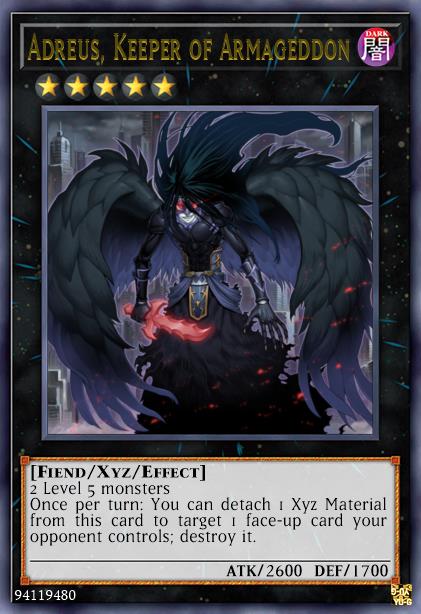 ADREUS, KEEPER OF ARMAGEDDON
DARK
闇
[FIEND/XYZ/EFFECT]
2 Level 5 monsters
Once per turn: You can detach 1 Xyz Material
from this card to target 1 face-up card your
opponent controls; destroy it.
ATK/2600 DEF/1700
94119480